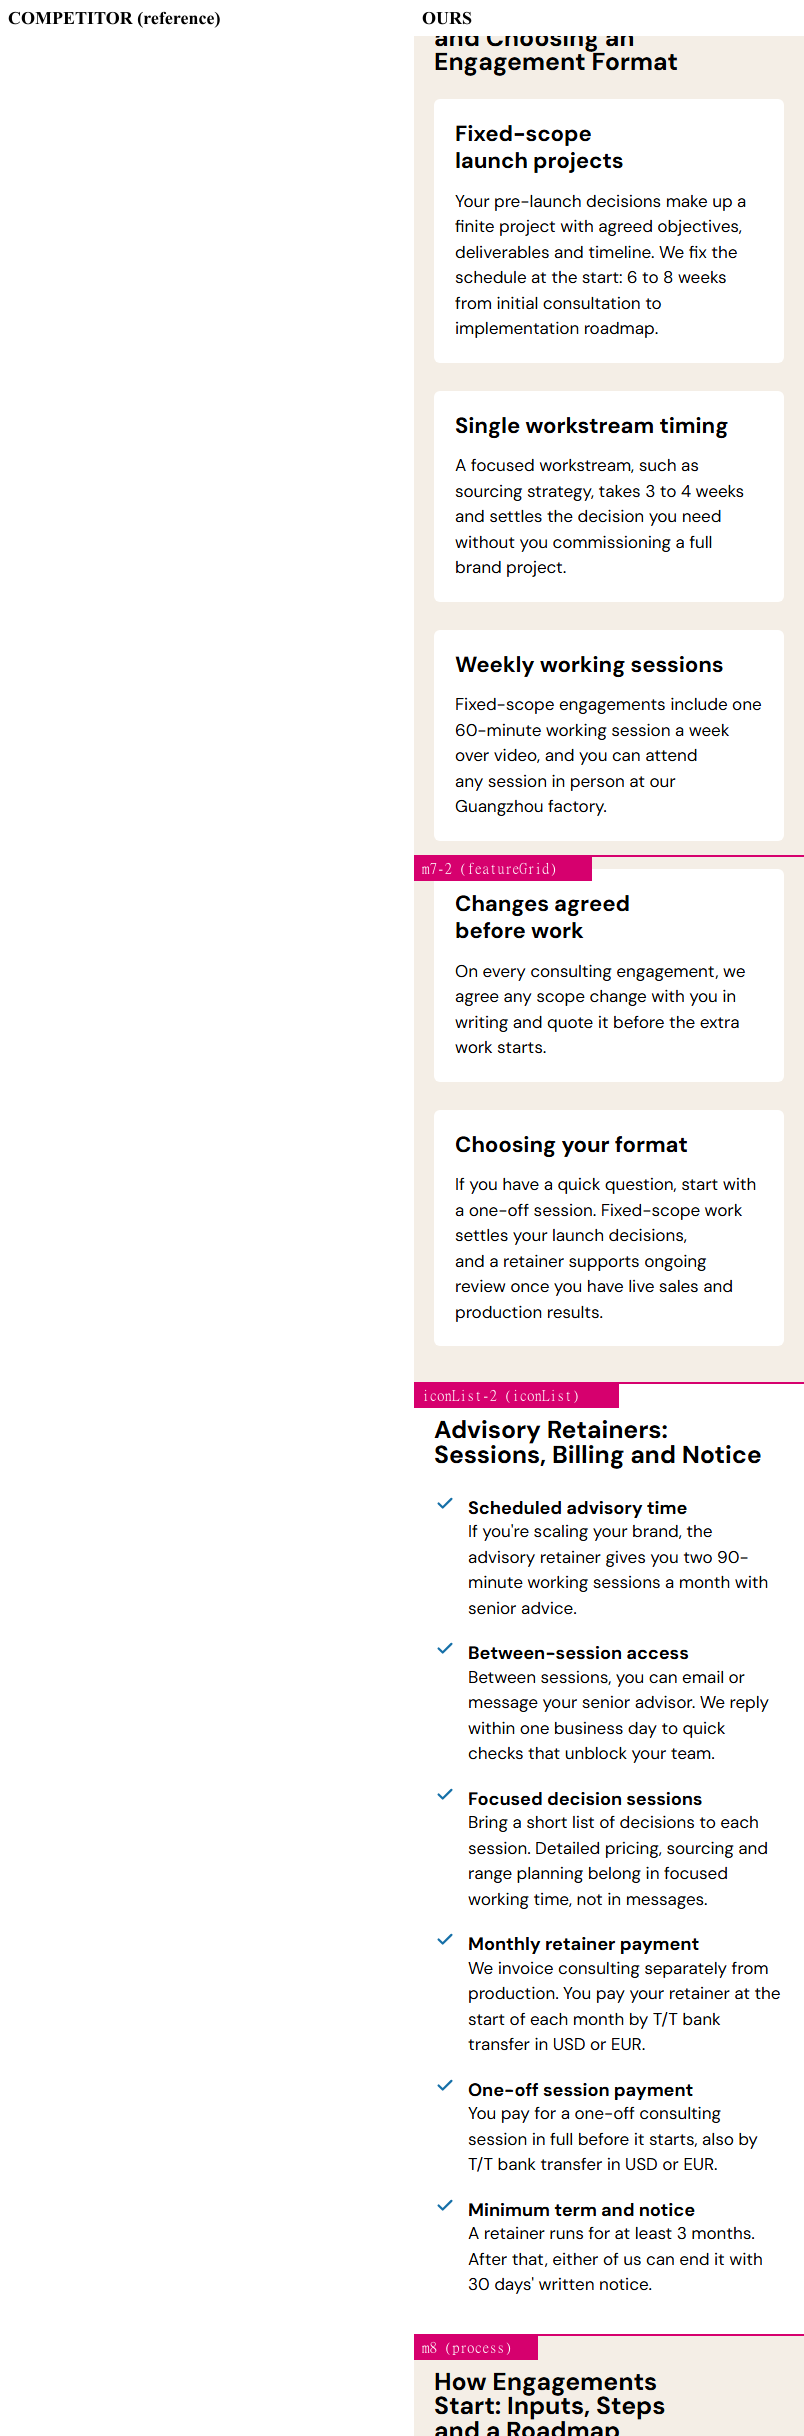 COMPETITOR (reference)
OURS
and Choosing an
Engagement Format
Fixed-scope
launch projects
Your pre-launch decisions make up a
finite project with agreed objectives,
deliverables and timeline. We fix the
schedule at the start: 6 to 8 weeks
from initial consultation to
implementation roadmap.
Single workstream timing
A focused workstream, such as
sourcing strategy, takes 3 to 4 weeks
and settles the decision you need
without you commissioning a full
brand project.
Weekly working sessions
Fixed-scope engagements include one
60-minute working session a week
over video, and you can attend
any session in person at our
Guangzhou factory.
m7-2 (featureGrid)
Changes agreed
before work
On every consulting engagement, we
agree any scope change with you in
writing and quote it before the extra
work starts.
Choosing your format
If you have a quick question, start with
a one-off session. Fixed-scope work
settles your launch decisions,
and a retainer supports ongoing
review once you have live sales and
production results.
iconList-2 (iconList)
Advisory Retainers:
Sessions, Billing and Notice
Scheduled advisory time
If you're scaling your brand, the
advisory retainer gives you two 90-
minute working sessions a month with
senior advice.
Between-session access
Between sessions, you can email or
message your senior advisor. We reply
within one business day to quick
checks that unblock your team.
Focused decision sessions
Bring a short list of decisions to each
session. Detailed pricing, sourcing and
range planning belong in focused
working time, not in messages.
Monthly retainer payment
We invoice consulting separately from
production. You pay your retainer at the
start of each month by T/T bank
transfer in USD or EUR.
One-off session payment
You pay for a one-off consulting
session in full before it starts, also by
T/T bank transfer in USD or EUR.
Minimum term and notice
A retainer runs for at least 3 months.
After that, either of us can end it with
30 days' written notice.
m8 (process)
How Engagements
Start: Inputs, Steps
and a Roadmap